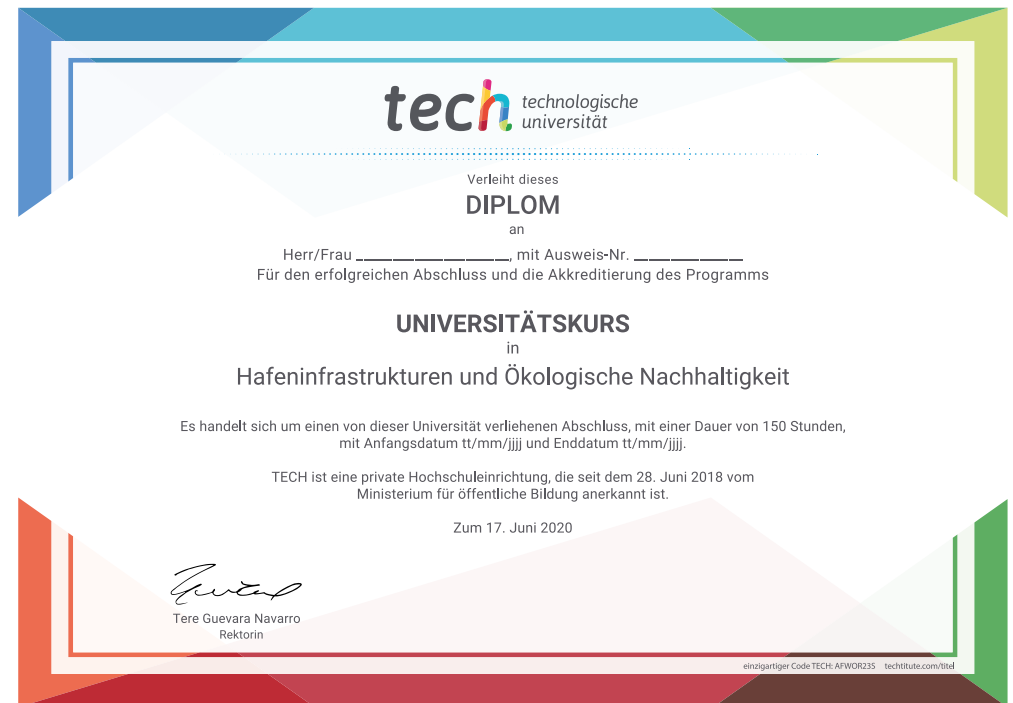 tech technologische
universität
Verleiht dieses
DIPLOM
an
Herr/Frau ____________________, mit Ausweis-Nr. ______________
Für den erfolgreichen Abschluss und die Akkreditierung des Programms
UNIVERSITÄTSKURS
in
Hafeninfrastrukturen und Ökologische Nachhaltigkeit
Es handelt sich um einen von dieser Universität verliehenen Abschluss, mit einer Dauer von 150 Stunden,
mit Anfangsdatum tt/mm/jjjj und Enddatum tt/mm/jjjj.
TECH ist eine private Hochschuleinrichtung, die seit dem 28. Juni 2018 vom
Ministerium für öffentliche Bildung anerkannt ist.
Zum 17. Juni 2020
Tere Guevara Navarro
Rektorin
einzigartiger Code TECH: AFWOR23S techtitute.com/titel